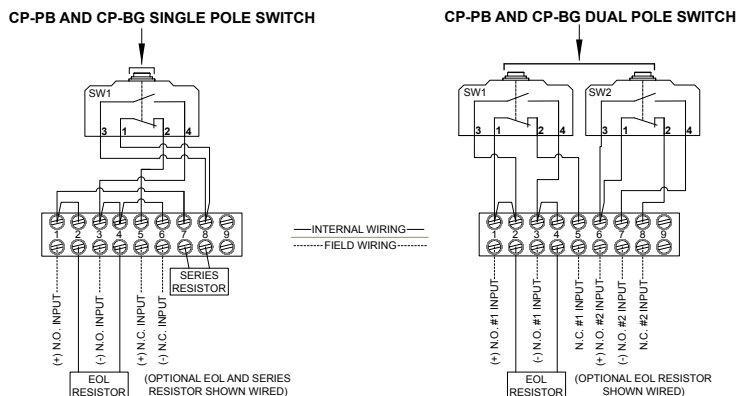 CP-PB AND CP-BG SINGLE POLE SWITCH
SW1
3 1 2 4
1 2 3 4 5 6 7 8 9
SERIES
RESISTOR
(+) N.O. INPUT
(-) N.O. INPUT
(+) N.C. INPUT
(-) N.C. INPUT
EOL
RESISTOR
(OPTIONAL EOL AND SERIES
RESISTOR SHOWN WIRED)
INTERNAL WIRING
FIELD WIRING
CP-PB AND CP-BG DUAL POLE SWITCH
SW1
3 1 2 4
SW2
3 1 2 4
1 2 3 4 5 6 7 8 9
(+) N.O. #1 INPUT
(-) N.O. #1 INPUT
N.C. #1 INPUT
(+) N.O. #2 INPUT
(-) N.O. #2 INPUT
N.C. #2 INPUT
EOL
RESISTOR
(OPTIONAL EOL RESISTOR
SHOWN WIRED)